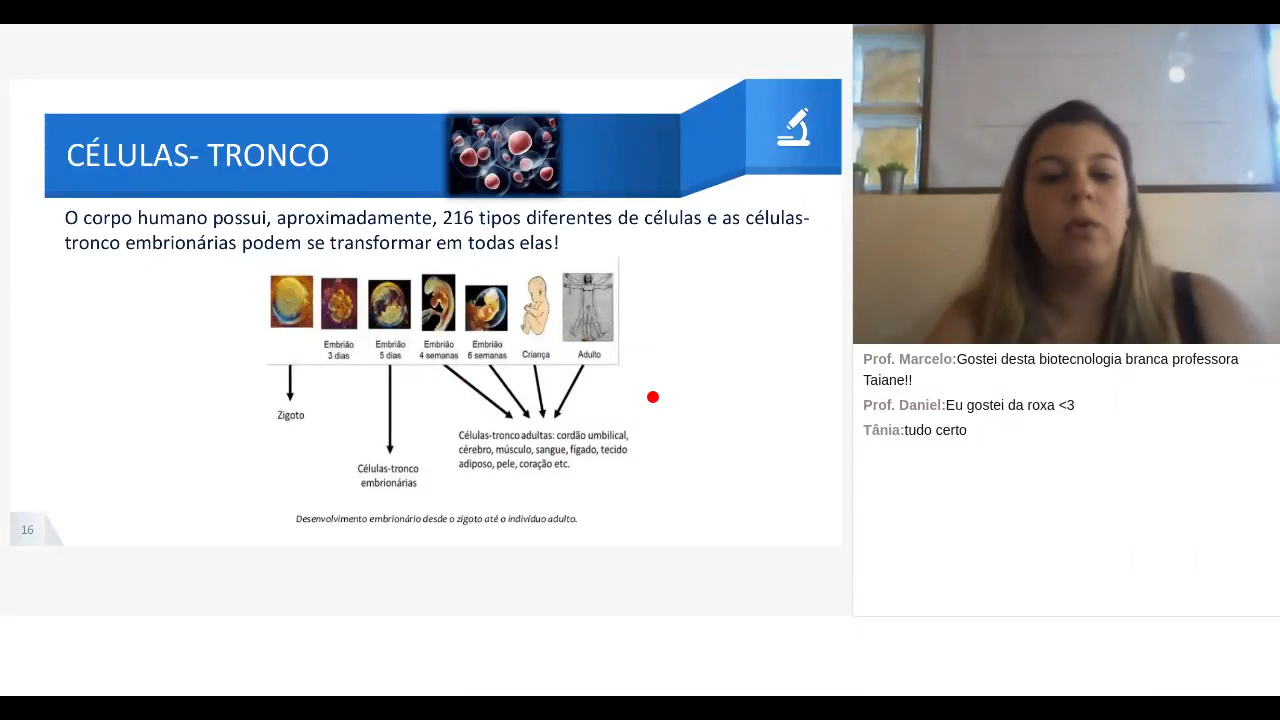 CÉLULAS- TRONCO
O corpo humano possui, aproximadamente, 216 tipos diferentes de células e as células-
tronco embrionárias podem se transformar em todas elas!
Embrião
3 dias
Embrião
5 dias
Embrião
4 semanas
Embrião
6 semanas
Criança
Adulto
Zigoto
Células-tronco
embrionárias
Células-tronco adultas: cordão umbilical,
cérebro, músculo, sangue, fígado, tecido
adiposo, pele, coração etc.
Desenvolvimento embrionário desde o zigoto até o indivíduo adulto.
16
Prof. Marcelo:Gostei desta biotecnologia branca professora
Taiane!!
Prof. Daniel:Eu gostei da roxa <3
Tânia:tudo certo